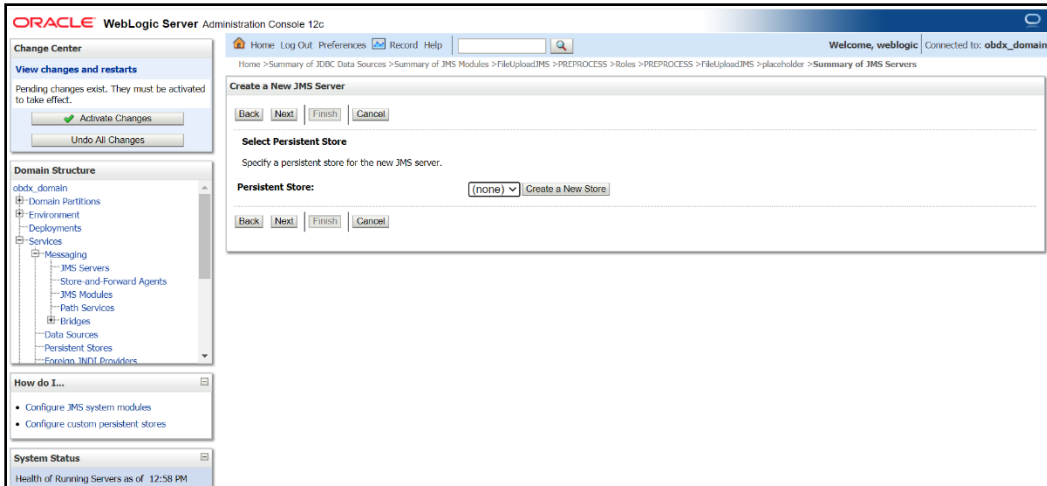 ORACLE WebLogic Server Administration Console 12c
Change Center
View changes and restarts
Pending changes exist. They must be activated
to take effect.
Activate Changes
Undo All Changes
Domain Structure
obdx_domain
Domain Partitions
Environment
Deployments
Services
Messaging
JMS Servers
Store-and-Forward Agents
JMS Modules
Path Services
Bridges
Data Sources
Persistent Stores
Foreign JNDI Providers
How do I...
Configure JMS system modules
Configure custom persistent stores
System Status
Health of Running Servers as of 12:58 PM
Home Log Out Preferences Record Help
Welcome, weblogic Connected to: obdx_domain
Home >Summary of JDBC Data Sources >Summary of JMS Modules >FileUploadJMS >PREPROCESS >Roles >PREPROCESS >FileUploadJMS >placeholder >Summary of JMS Servers
Create a New JMS Server
Back Next Finish Cancel
Select Persistent Store
Specify a persistent store for the new JMS server.
Persistent Store: (none) Create a New Store
Back Next Finish Cancel